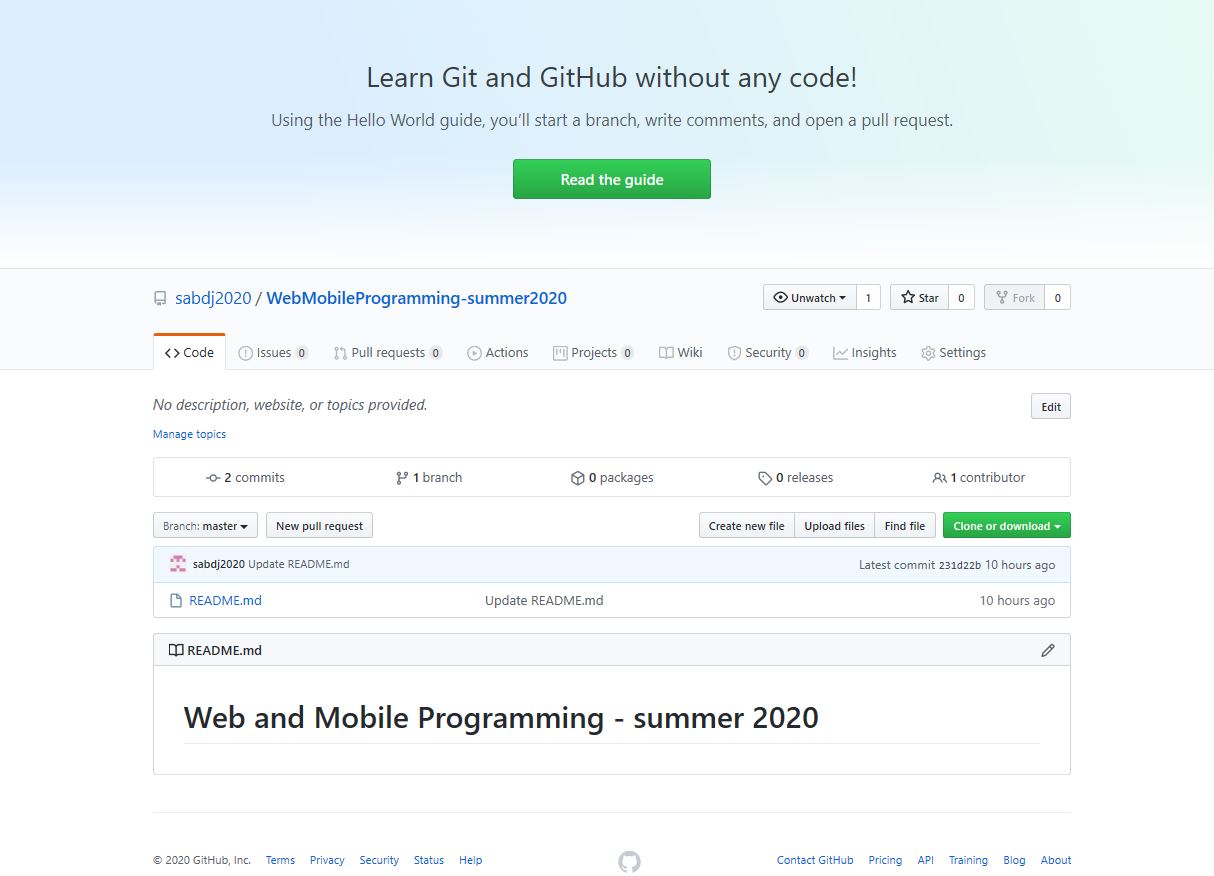 Learn Git and GitHub without any code!
Using the Hello World guide, you’ll start a branch, write comments, and open a pull request.
Read the guide
sabdj2020 / WebMobileProgramming-summer2020 Unwatch 1 Star 0 Fork 0
Code Issues 0 Pull requests 0 Actions Projects 0 Wiki Security 0 Insights Settings
No description, website, or topics provided. Edit
Manage topics
2 commits 1 branch 0 packages 0 releases 1 contributor
Branch: master New pull request Create new file Upload files Find file Clone or download
sabdj2020 Update README.md Latest commit 231d22b 10 hours ago
README.md Update README.md 10 hours ago
README.md
Web and Mobile Programming - summer 2020
© 2020 GitHub, Inc. Terms Privacy Security Status Help Contact GitHub Pricing API Training Blog About